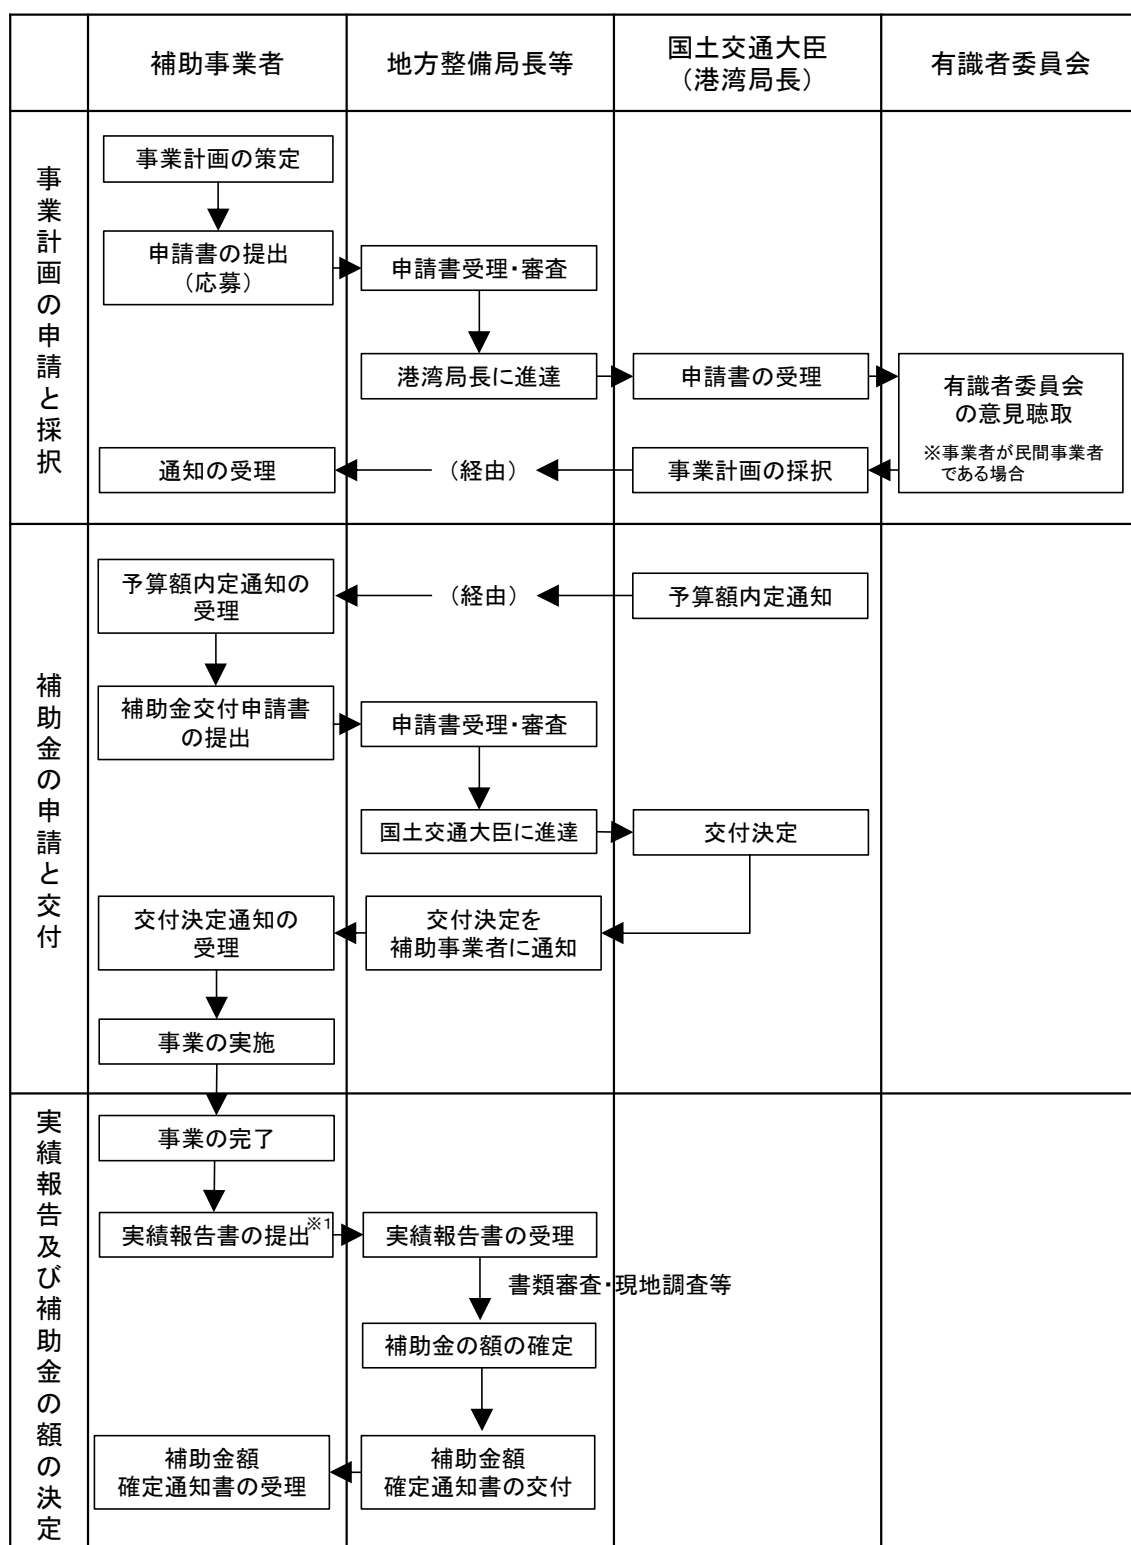 補助事業者
地方整備局長等
国土交通大臣
（港湾局長）
有識者委員会
事業計画の申請と採択
事業計画の策定
申請書の提出
（応募）
申請書受理・審査
港湾局長に進達
申請書の受理
有識者委員会
の意見聴取
※事業者が民間事業者
である場合
通知の受理
（経由）
事業計画の採択
補助金の申請と交付
予算額内定通知の
受理
（経由）
予算額内定通知
補助金交付申請書
の提出
申請書受理・審査
国土交通大臣に進達
交付決定
交付決定通知の
受理
交付決定を
補助事業者に通知
事業の実施
実績報告及び補助金の額の決定
事業の完了
実績報告書の提出※1
実績報告書の受理
書類審査・現地調査等
補助金の額の確定
補助金額
確定通知書の受理
補助金額
確定通知書の交付